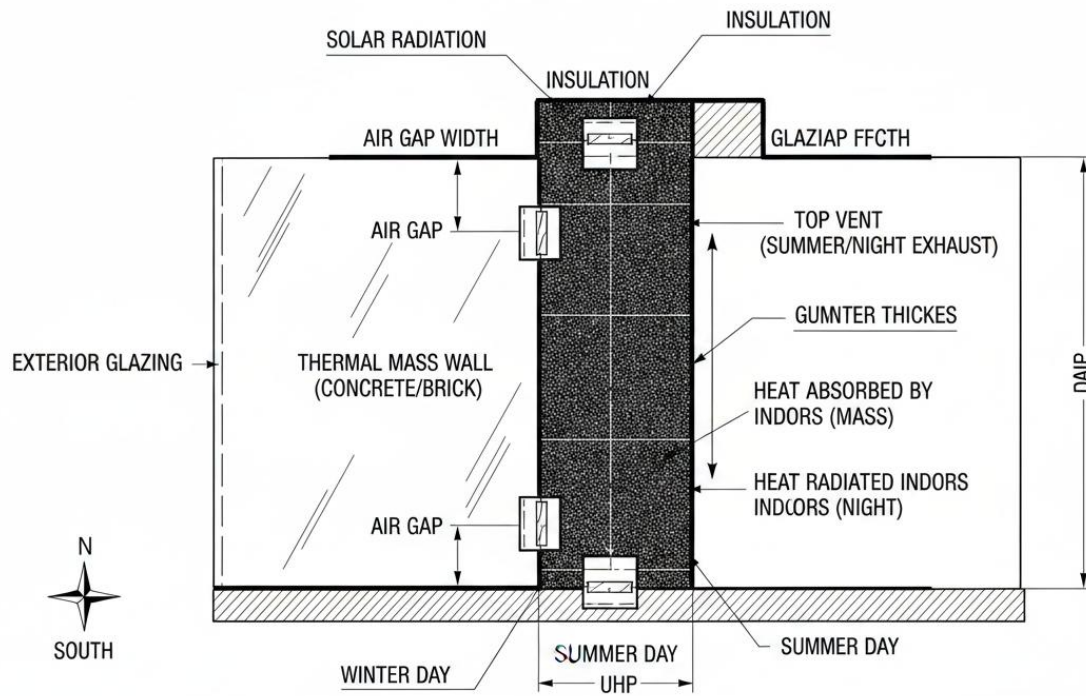 INSULATION
SOLAR RADIATION
INSULATION
AIR GAP WIDTH
GLAZIAP FFCTH
AIR GAP
TOP VENT
(SUMMER/NIGHT EXHAUST)
GUMNTER THICKES
EXTERIOR GLAZING
THERMAL MASS WALL
(CONCRETE/BRICK)
DAIP
HEAT ABSORBED BY
INDORS (MASS)
HEAT RADIATED INDORS
INDCORS (NIGHT)
AIR GAP
N
SOUTH
WINTER DAY
SUMMER DAY
SUMMER DAY
UHP